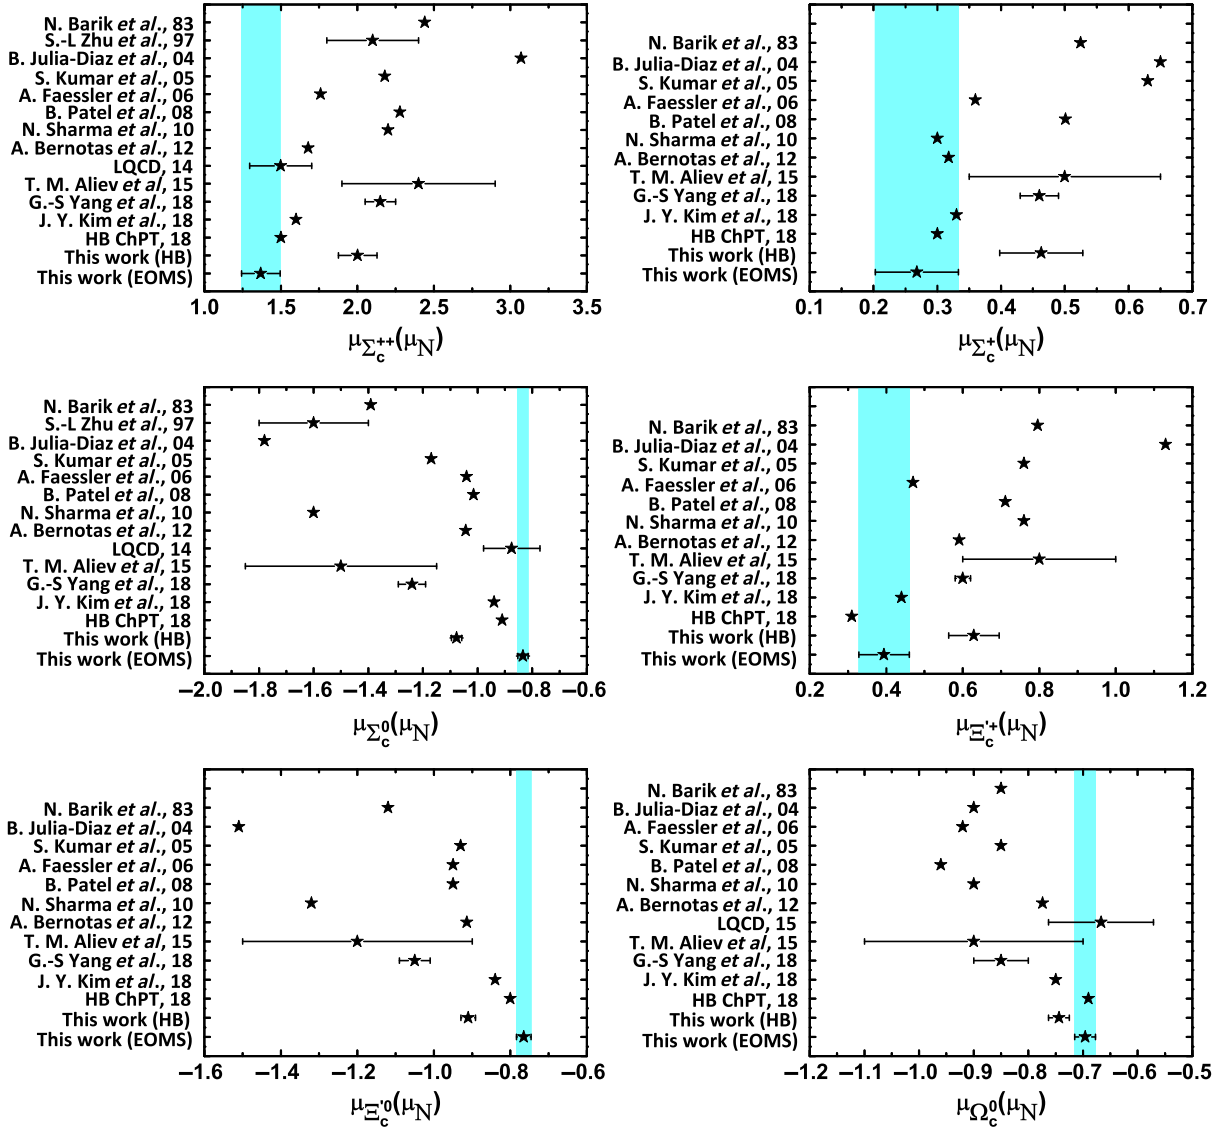 N. Barik et al., 83
S.-L Zhu et al., 97
B. Julia-Diaz et al., 04
S. Kumar et al., 05
A. Faessler et al., 06
B. Patel et al., 08
N. Sharma et al., 10
A. Bernotas et al., 12
LQCD, 14
T. M. Aliev et al, 15
G.-S Yang et al., 18
J. Y. Kim et al., 18
HB ChPT, 18
This work (HB)
This work (EOMS)
1.0 1.5 2.0 2.5 3.0 3.5
μΣc++(μN)
N. Barik et al., 83
B. Julia-Diaz et al., 04
S. Kumar et al., 05
A. Faessler et al., 06
B. Patel et al., 08
N. Sharma et al., 10
A. Bernotas et al., 12
T. M. Aliev et al., 15
G.-S Yang et al., 18
J. Y. Kim et al., 18
HB ChPT, 18
This work (HB)
This work (EOMS)
0.1 0.2 0.3 0.4 0.5 0.6 0.7
μΣc+(μN)
N. Barik et al., 83
S.-L Zhu et al., 97
B. Julia-Diaz et al., 04
S. Kumar et al., 05
A. Faessler et al., 06
B. Patel et al., 08
N. Sharma et al., 10
A. Bernotas et al., 12
LQCD, 14
T. M. Aliev et al, 15
G.-S Yang et al., 18
J. Y. Kim et al., 18
HB ChPT, 18
This work (HB)
This work (EOMS)
−2.0 −1.8 −1.6 −1.4 −1.2 −1.0 −0.8 −0.6
μΣc0(μN)
N. Barik et al., 83
B. Julia-Diaz et al., 04
S. Kumar et al., 05
A. Faessler et al., 06
B. Patel et al., 08
N. Sharma et al., 10
A. Bernotas et al., 12
T. M. Aliev et al., 15
G.-S Yang et al., 18
J. Y. Kim et al., 18
HB ChPT, 18
This work (HB)
This work (EOMS)
0.2 0.4 0.6 0.8 1.0 1.2
μΞc'+(μN)
N. Barik et al., 83
B. Julia-Diaz et al., 04
S. Kumar et al., 05
A. Faessler et al., 06
B. Patel et al., 08
N. Sharma et al., 10
A. Bernotas et al., 12
T. M. Aliev et al., 15
G.-S Yang et al., 18
J. Y. Kim et al., 18
HB ChPT, 18
This work (HB)
This work (EOMS)
−1.6 −1.4 −1.2 −1.0 −0.8 −0.6
μΞc'0(μN)
N. Barik et al., 83
B. Julia-Diaz et al., 04
A. Faessler et al., 06
S. Kumar et al., 05
B. Patel et al., 08
N. Sharma et al., 10
A. Bernotas et al., 12
LQCD, 15
T. M. Aliev et al, 15
G.-S Yang et al., 18
J. Y. Kim et al., 18
HB ChPT, 18
This work (HB)
This work (EOMS)
−1.2 −1.1 −1.0 −0.9 −0.8 −0.7 −0.6 −0.5
μΩc0(μN)